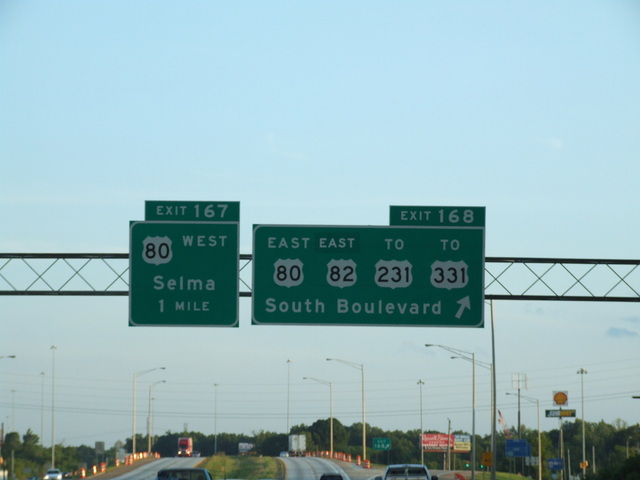 EXIT 167
80 WEST
Selma
1 MILE
EXIT 168
EAST EAST TO TO
80 82 231 331
South Boulevard